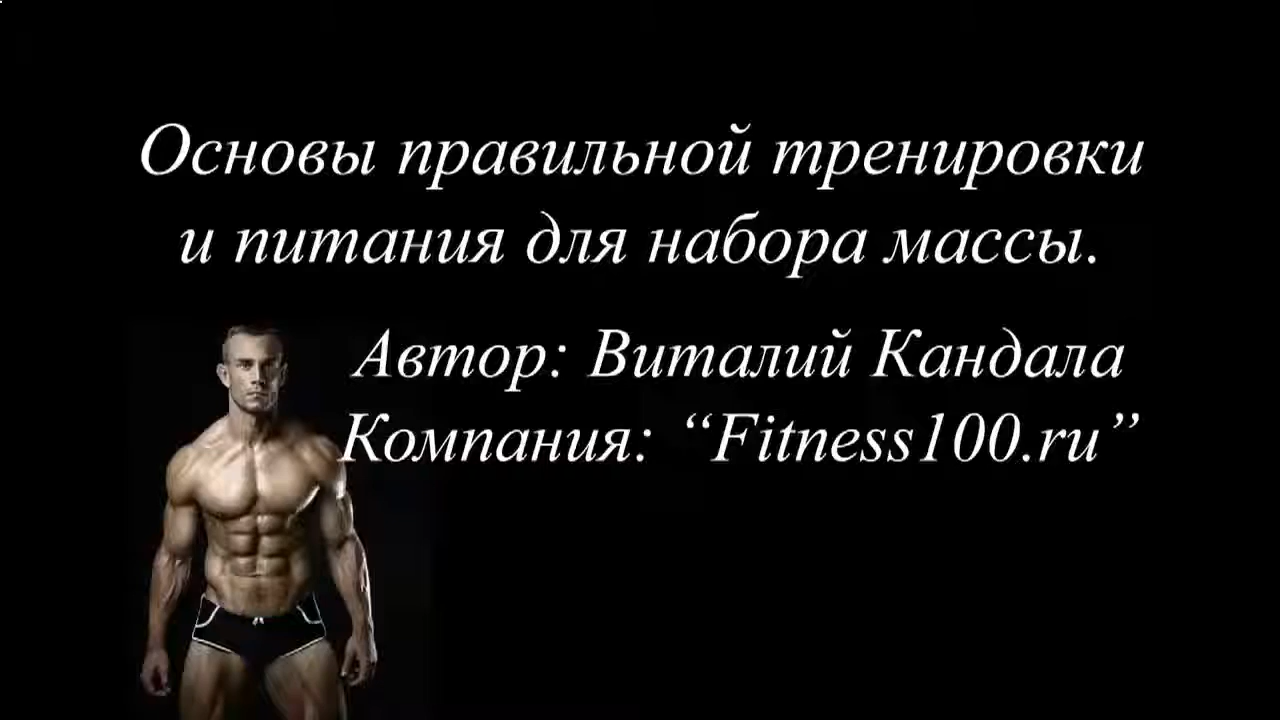 Основы правильной тренировки
и питания для набора массы.
Автор: Виталий Кандала
Компания: “Fitness100.ru”